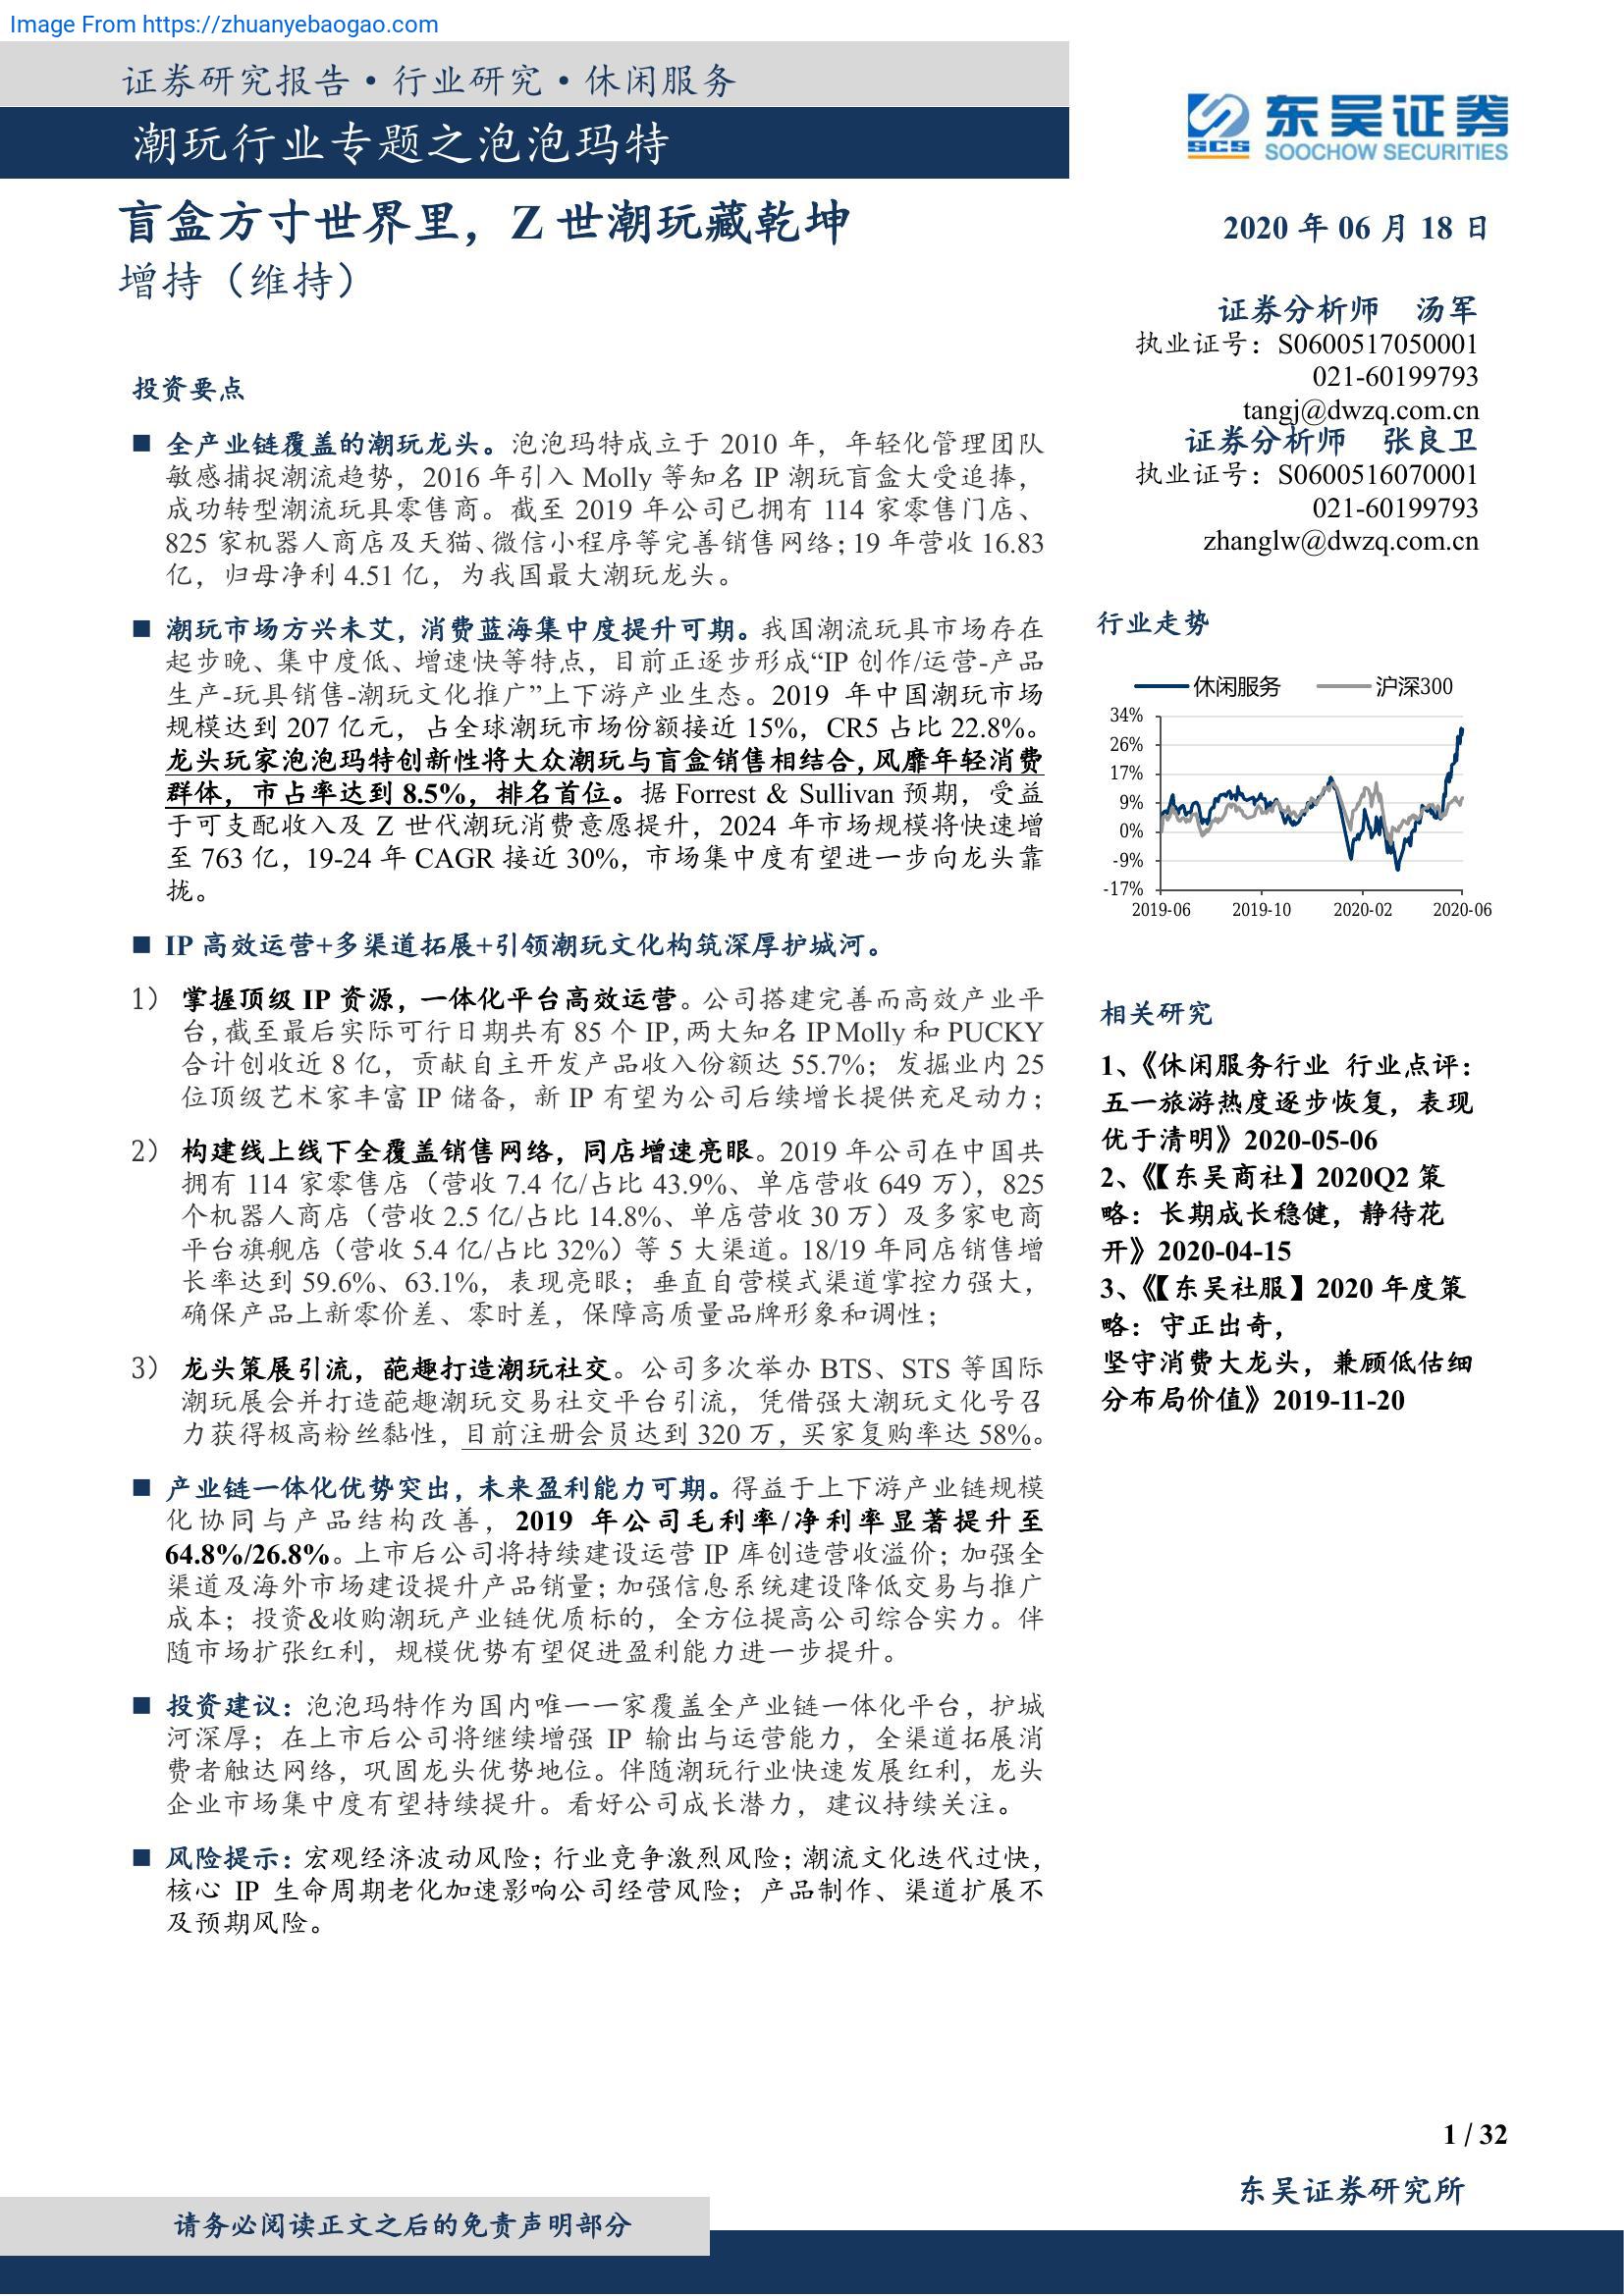 Image From https://zhuanyebaogao.com
证券研究报告·行业研究·休闲服务
潮玩行业专题之泡泡玛特
东吴证券
SCS
SOOCHOW SECURITIES
盲盒方寸世界里，Z 世潮玩藏乾坤
增持（维持）
2020 年 06 月 18 日
证券分析师 汤军
执业证号：S0600517050001
021-60199793
tangj@dwzq.com.cn
证券分析师 张良卫
执业证号：S0600516070001
021-60199793
zhanglw@dwzq.com.cn
投资要点
■ 全产业链覆盖的潮玩龙头。泡泡玛特成立于 2010 年，年轻化管理团队
敏感捕捉潮流趋势，2016 年引入 Molly 等知名 IP 潮玩盲盒大受追捧，
成功转型潮流玩具零售商。截至 2019 年公司已拥有 114 家零售门店、
825 家机器人商店及天猫、微信小程序等完善销售网络；19 年营收 16.83
亿，归母净利 4.51 亿，为我国最大潮玩龙头。
■ 潮玩市场方兴未艾，消费蓝海集中度提升可期。我国潮流玩具市场存在
起步晚、集中度低、增速快等特点，目前正逐步形成“IP 创作/运营-产品
生产-玩具销售-潮玩文化推广”上下游产业生态。2019 年中国潮玩市场
规模达到 207 亿元，占全球潮玩市场份额接近 15%，CR5 占比 22.8%。
龙头玩家泡泡玛特创新性将大众潮玩与盲盒销售相结合，风靡年轻消费
群体，市占率达到 8.5%，排名首位。据 Forrest & Sullivan 预期，受益
于可支配收入及 Z 世代潮玩消费意愿提升，2024 年市场规模将快速增
至 763 亿，19-24 年 CAGR 接近 30%，市场集中度有望进一步向龙头靠
拢。
■ IP 高效运营+多渠道拓展+引领潮玩文化构筑深厚护城河。
1） 掌握顶级 IP 资源，一体化平台高效运营。公司搭建完善而高效产业平
台，截至最后实际可行日期共有 85 个 IP，两大知名 IP Molly 和 PUCKY
合计创收近 8 亿，贡献自主开发产品收入份额达 55.7%；发掘业内 25
位顶级艺术家丰富 IP 储备，新 IP 有望为公司后续增长提供充足动力；
2） 构建线上线下全覆盖销售网络，同店增速亮眼。2019 年公司在中国共
拥有 114 家零售店（营收 7.4 亿/占比 43.9%、单店营收 649 万），825
个机器人商店（营收 2.5 亿/占比 14.8%、单店营收 30 万）及多家电商
平台旗舰店（营收 5.4 亿/占比 32%）等 5 大渠道。18/19 年同店销售增
长率达到 59.6%、63.1%，表现亮眼；垂直自营模式渠道掌控力强大，
确保产品上新零价差、零时差，保障高质量品牌形象和调性；
3） 龙头策展引流，葩趣打造潮玩社交。公司多次举办 BTS、STS 等国际
潮玩展会并打造葩趣潮玩交易社交平台引流，凭借强大潮玩文化号召
力获得极高粉丝黏性，目前注册会员达到 320 万，买家复购率达 58%。
■ 产业链一体化优势突出，未来盈利能力可期。得益于上下游产业链规模
化协同与产品结构改善，2019 年公司毛利率/净利率显著提升至
64.8%/26.8%。上市后公司将持续建设运营 IP 库创造营收溢价；加强全
渠道及海外市场建设提升产品销量；加强信息系统建设降低交易与推广
成本；投资&收购潮玩产业链优质标的，全方位提高公司综合实力。伴
随市场扩张红利，规模优势有望促进盈利能力进一步提升。
■ 投资建议：泡泡玛特作为国内唯一一家覆盖全产业链一体化平台，护城
河深厚；在上市后公司将继续增强 IP 输出与运营能力，全渠道拓展消
费者触达网络，巩固龙头优势地位。伴随潮玩行业快速发展红利，龙头
企业市场集中度有望持续提升。看好公司成长潜力，建议持续关注。
■ 风险提示：宏观经济波动风险；行业竞争激烈风险；潮流文化迭代过快，
核心 IP 生命周期老化加速影响公司经营风险；产品制作、渠道扩展不
及预期风险。
行业走势
休闲服务 沪深300
34%
26%
17%
9%
0%
-9%
-17%
2019-06 2019-10 2020-02 2020-06
相关研究
1、《休闲服务行业 行业点评：
五一旅游热度逐步恢复，表现
优于清明》2020-05-06
2、《【东吴商社】2020Q2 策
略：长期成长稳健，静待花
开》2020-04-15
3、《【东吴社服】2020 年度策
略：守正出奇，
坚守消费大龙头，兼顾低估细
分布局价值》2019-11-20
1 / 32
东吴证券研究所
请务必阅读正文之后的免责声明部分